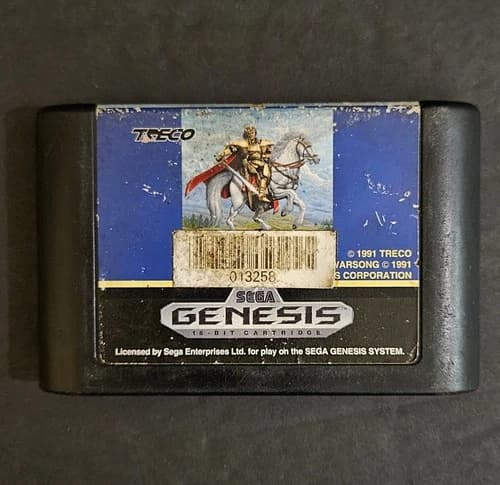 TRECO
© 1991 TRECO
WARSONG © 1991
S CORPORATION
013258
SEGA
GENESIS
16-BIT CARTRIDGE
Licensed by Sega Enterprises Ltd. for play on the SEGA GENESIS SYSTEM.